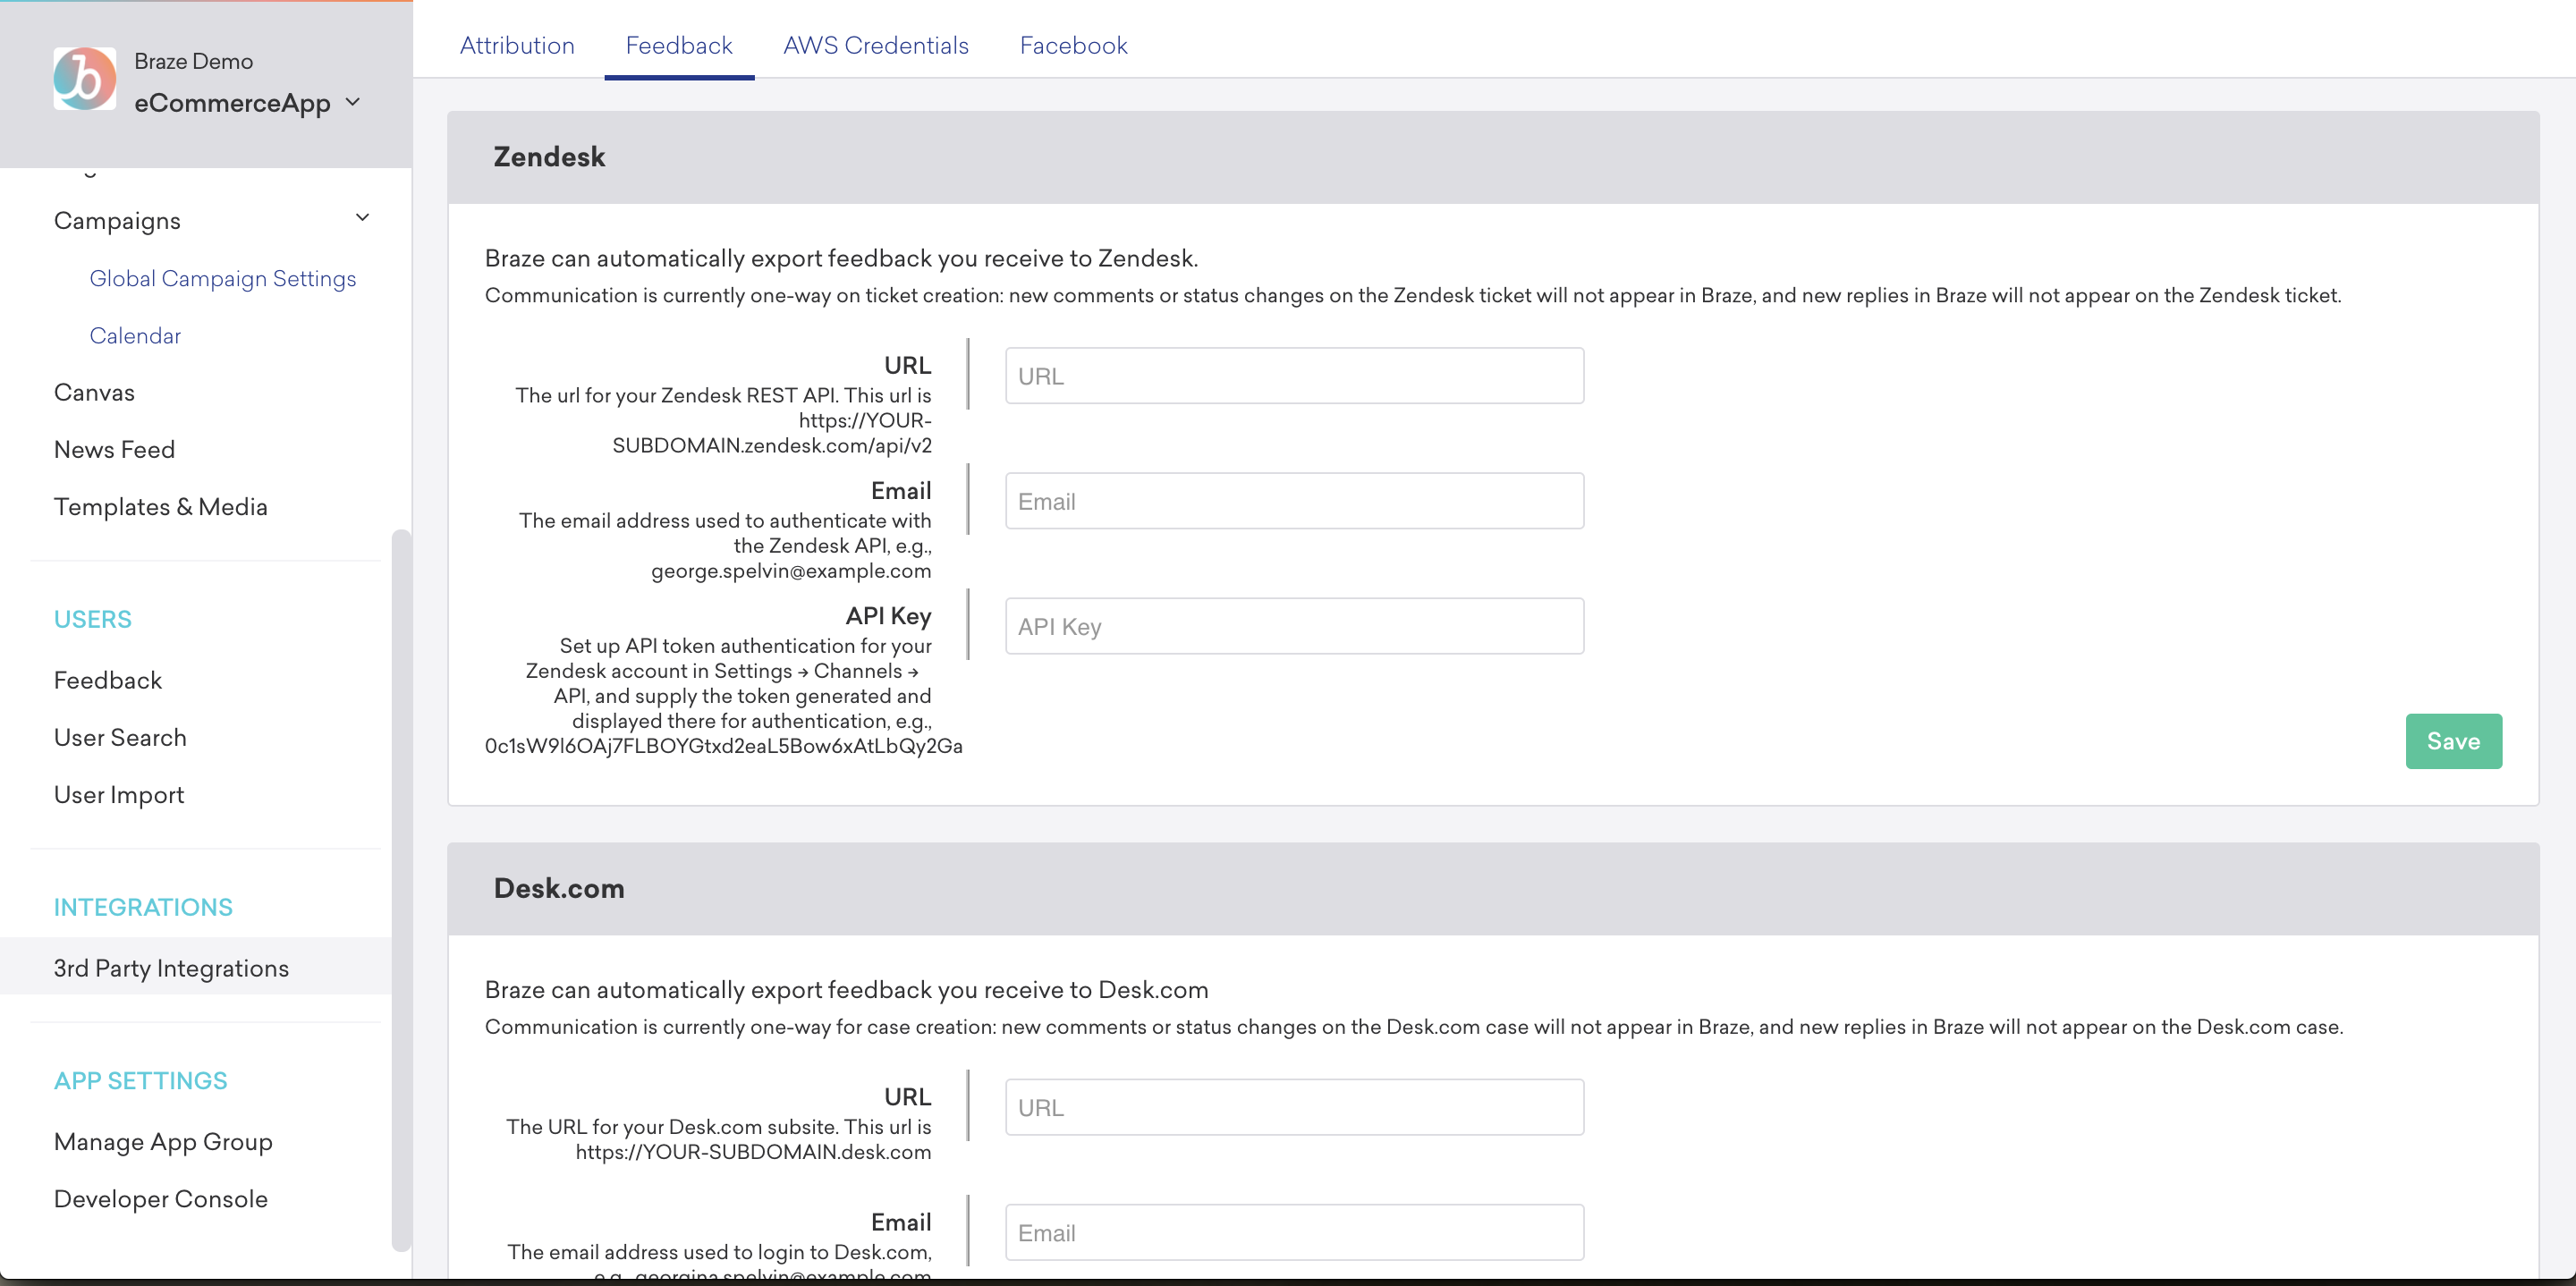 Braze Demo
eCommerceApp
Campaigns
Global Campaign Settings
Calendar
Canvas
News Feed
Templates & Media
USERS
Feedback
User Search
User Import
INTEGRATIONS
3rd Party Integrations
APP SETTINGS
Manage App Group
Developer Console
Attribution
Feedback
AWS Credentials
Facebook
Zendesk
Braze can automatically export feedback you receive to Zendesk.
Communication is currently one-way on ticket creation: new comments or status changes on the Zendesk ticket will not appear in Braze, and new replies in Braze will not appear on the Zendesk ticket.
URL
The url for your Zendesk REST API. This url is
https://YOUR-
SUBDOMAIN.zendesk.com/api/v2
URL
Email
The email address used to authenticate with
the Zendesk API, e.g.,
george.spelvin@example.com
Email
API Key
Set up API token authentication for your
Zendesk account in Settings → Channels →
API, and supply the token generated and
displayed there for authentication, e.g.,
0c1sW9l6OAj7FLBOYGtxd2eaL5Bow6xAtLbQy2Ga
API Key
Save
Desk.com
Braze can automatically export feedback you receive to Desk.com
Communication is currently one-way for case creation: new comments or status changes on the Desk.com case will not appear in Braze, and new replies in Braze will not appear on the Desk.com case.
URL
The URL for your Desk.com subsite. This url is
https://YOUR-SUBDOMAIN.desk.com
URL
Email
The email address used to login to Desk.com,
e.g., georgina.spelvin@example.com
Email